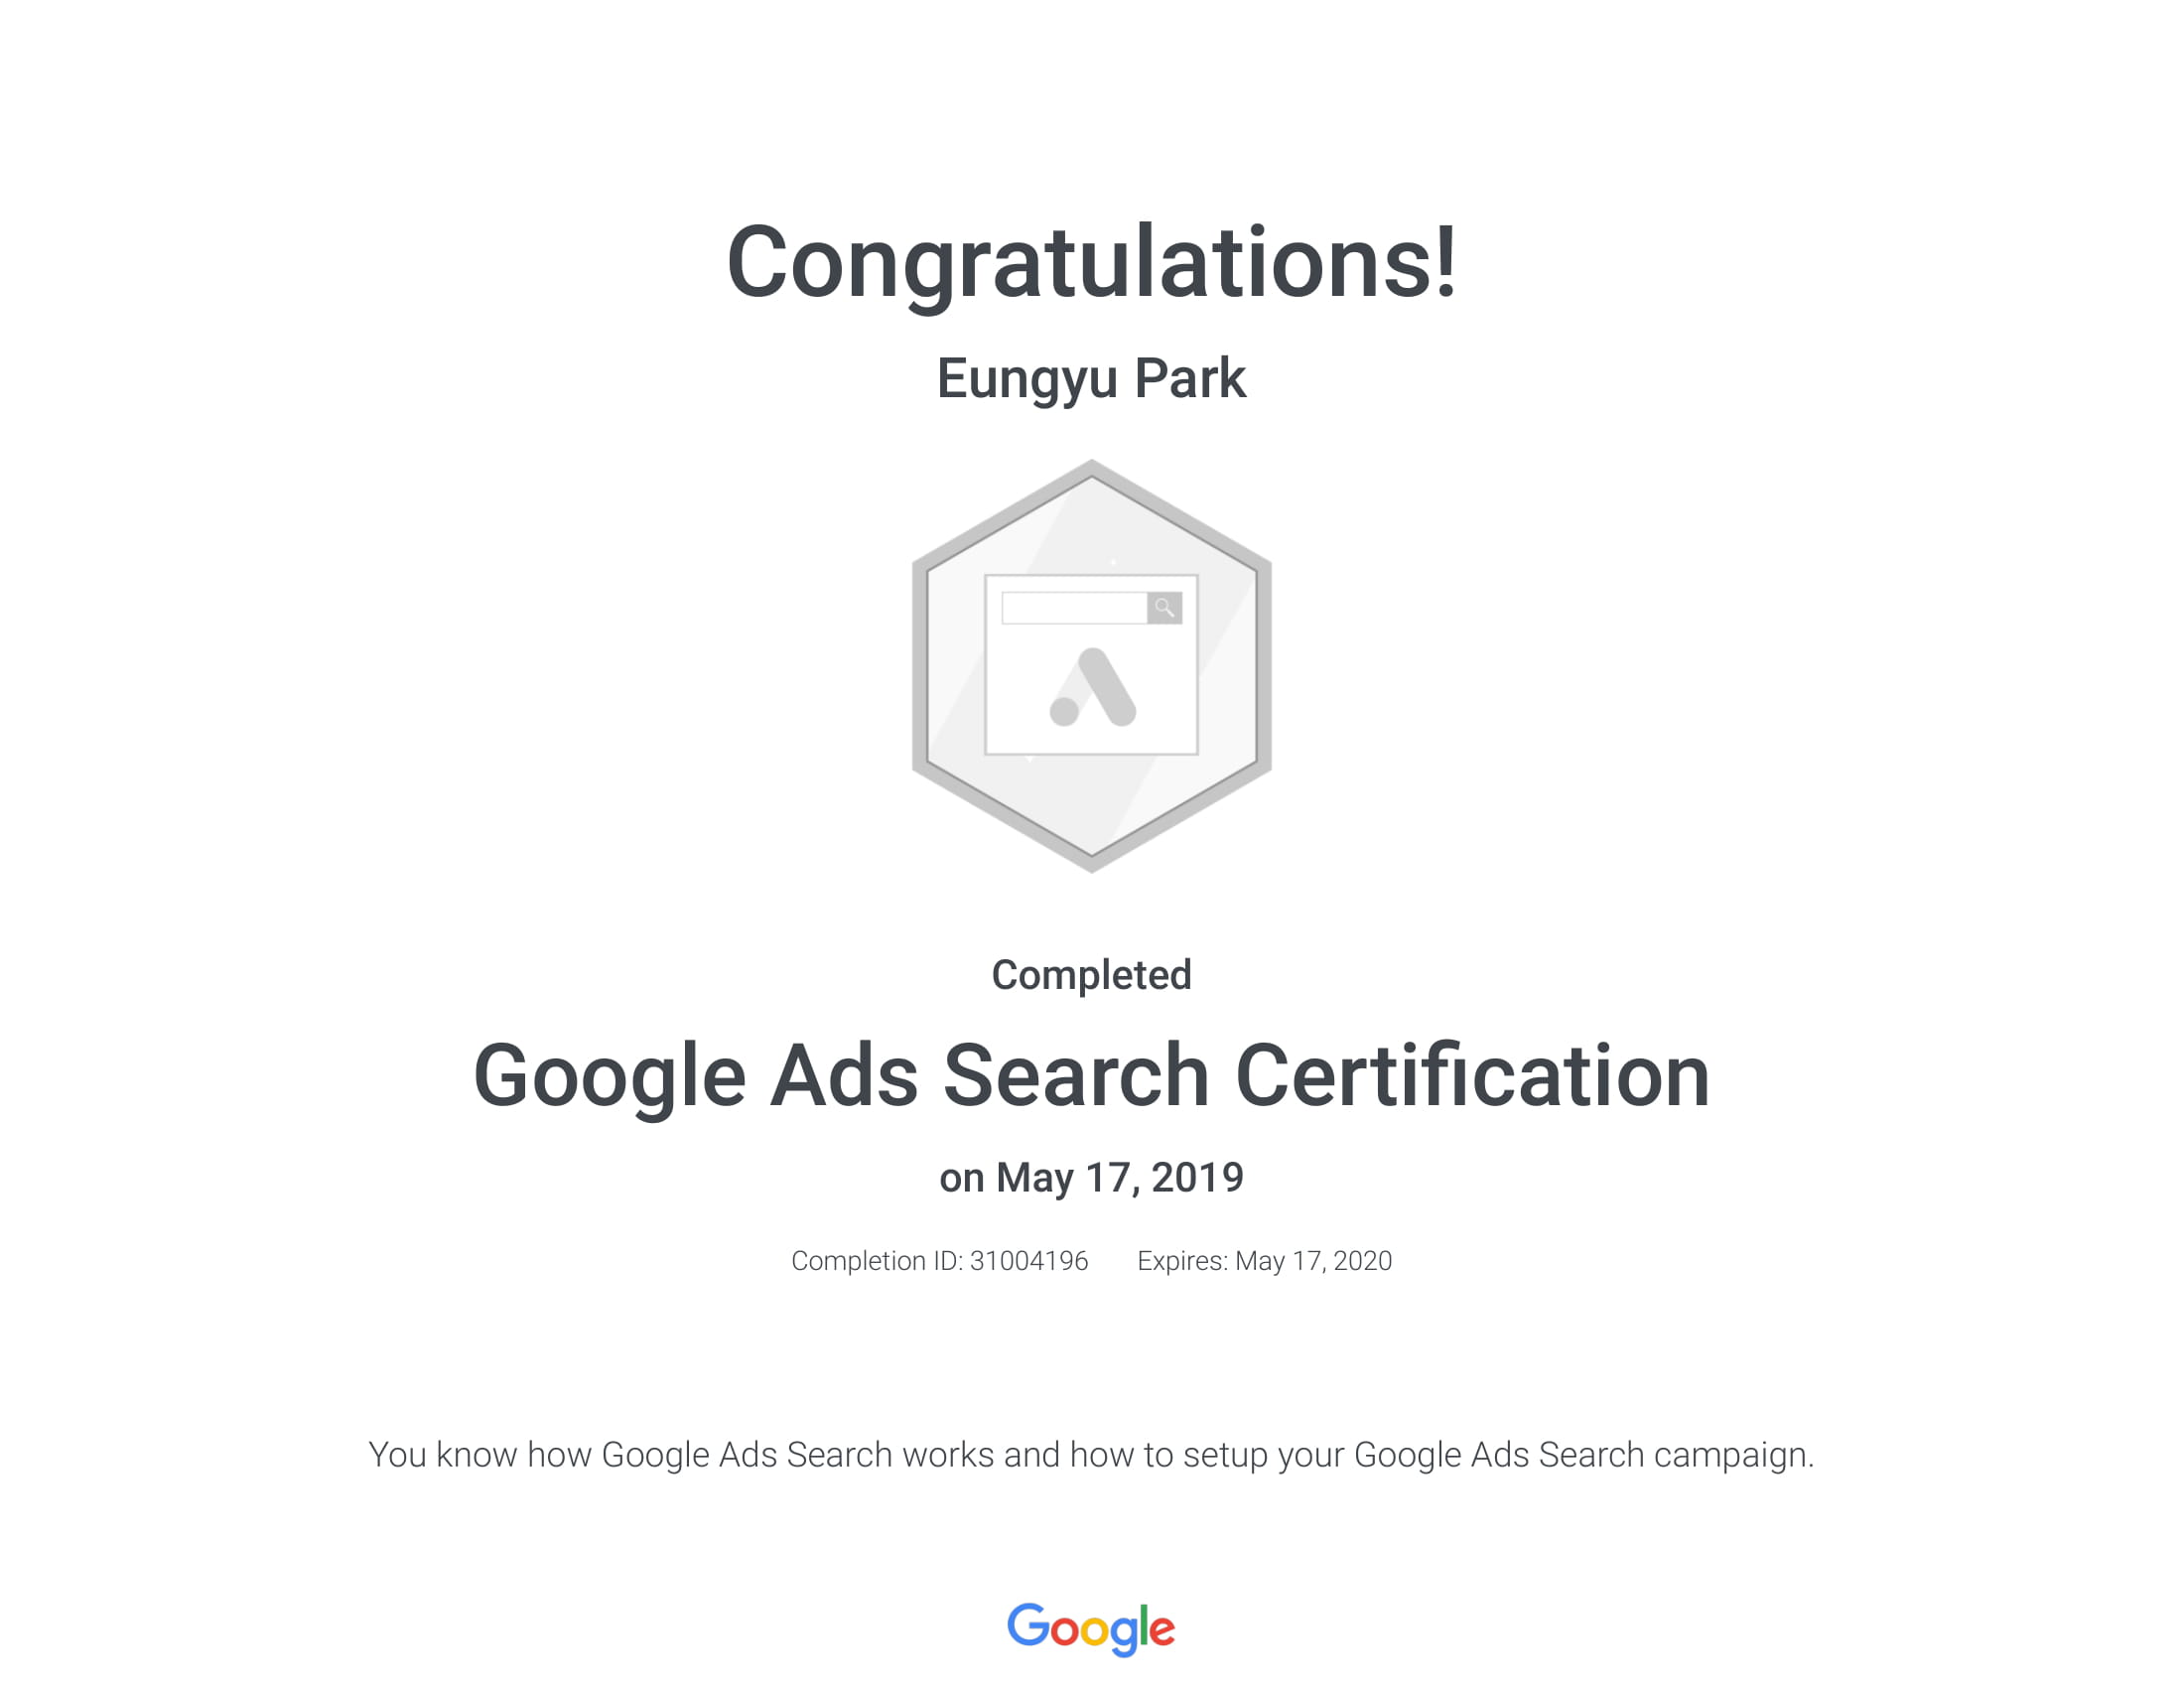 Congratulations!
Eungyu Park
Completed
Google Ads Search Certification
on May 17, 2019
Completion ID: 31004196 Expires: May 17, 2020
You know how Google Ads Search works and how to setup your Google Ads Search campaign.
Google